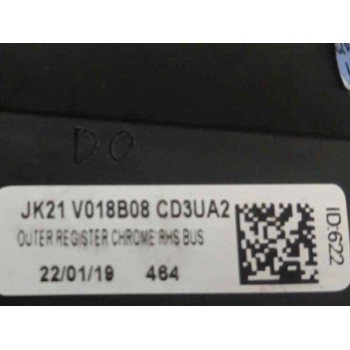 DO
JK21 V018B08 CD3UA2
OUTER REGISTER CHROME RHS BUS
22/01/19 464
ID:622